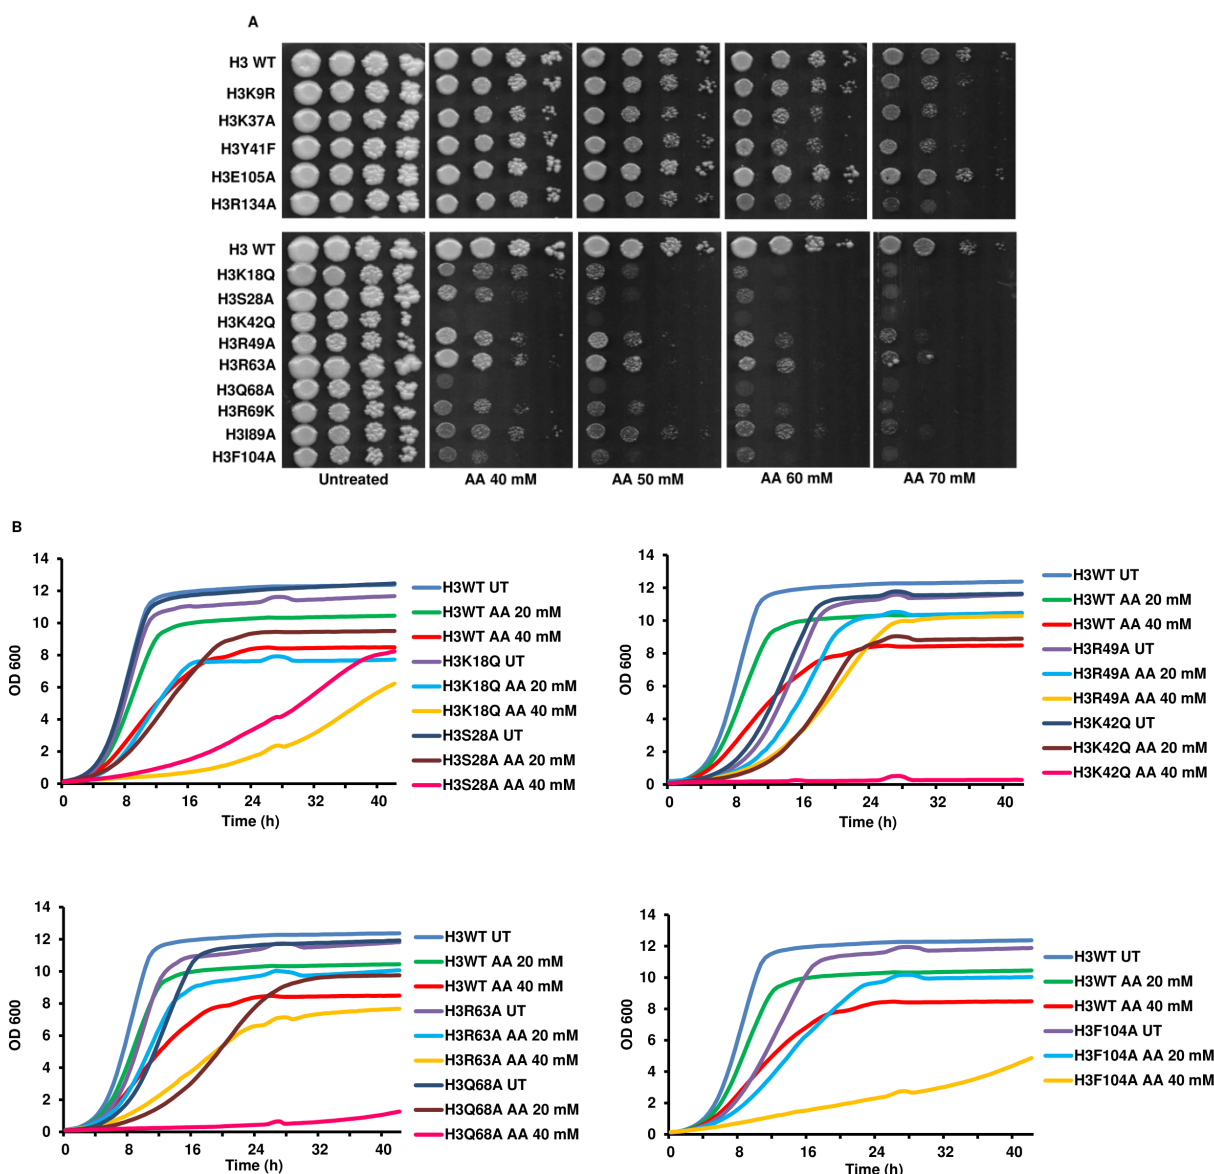 A
H3 WT
H3K9R
H3K37A
H3Y41F
H3E105A
H3R134A
H3 WT
H3K18Q
H3S28A
H3K42Q
H3R49A
H3R63A
H3Q68A
H3R69K
H3I89A
H3F104A
Untreated AA 40 mM AA 50 mM AA 60 mM AA 70 mM
B
OD 600
14
12
10
8
6
4
2
0
0 8 16 24 32 40
Time (h)
H3WT UT
H3WT AA 20 mM
H3WT AA 40 mM
H3K18Q UT
H3K18Q AA 20 mM
H3K18Q AA 40 mM
H3S28A UT
H3S28A AA 20 mM
H3S28A AA 40 mM
OD 600
14
12
10
8
6
4
2
0
0 8 16 24 32 40
Time (h)
H3WT UT
H3WT AA 20 mM
H3WT AA 40 mM
H3R49A UT
H3R49A AA 20 mM
H3R49A AA 40 mM
H3K42Q UT
H3K42Q AA 20 mM
H3K42Q AA 40 mM
OD 600
14
12
10
8
6
4
2
0
0 8 16 24 32 40
Time (h)
H3WT UT
H3WT AA 20 mM
H3WT AA 40 mM
H3R63A UT
H3R63A AA 20 mM
H3R63A AA 40 mM
H3Q68A UT
H3Q68A AA 20 mM
H3Q68A AA 40 mM
OD 600
14
12
10
8
6
4
2
0
0 8 16 24 32 40
Time (h)
H3WT UT
H3WT AA 20 mM
H3WT AA 40 mM
H3F104A UT
H3F104A AA 20 mM
H3F104A AA 40 mM